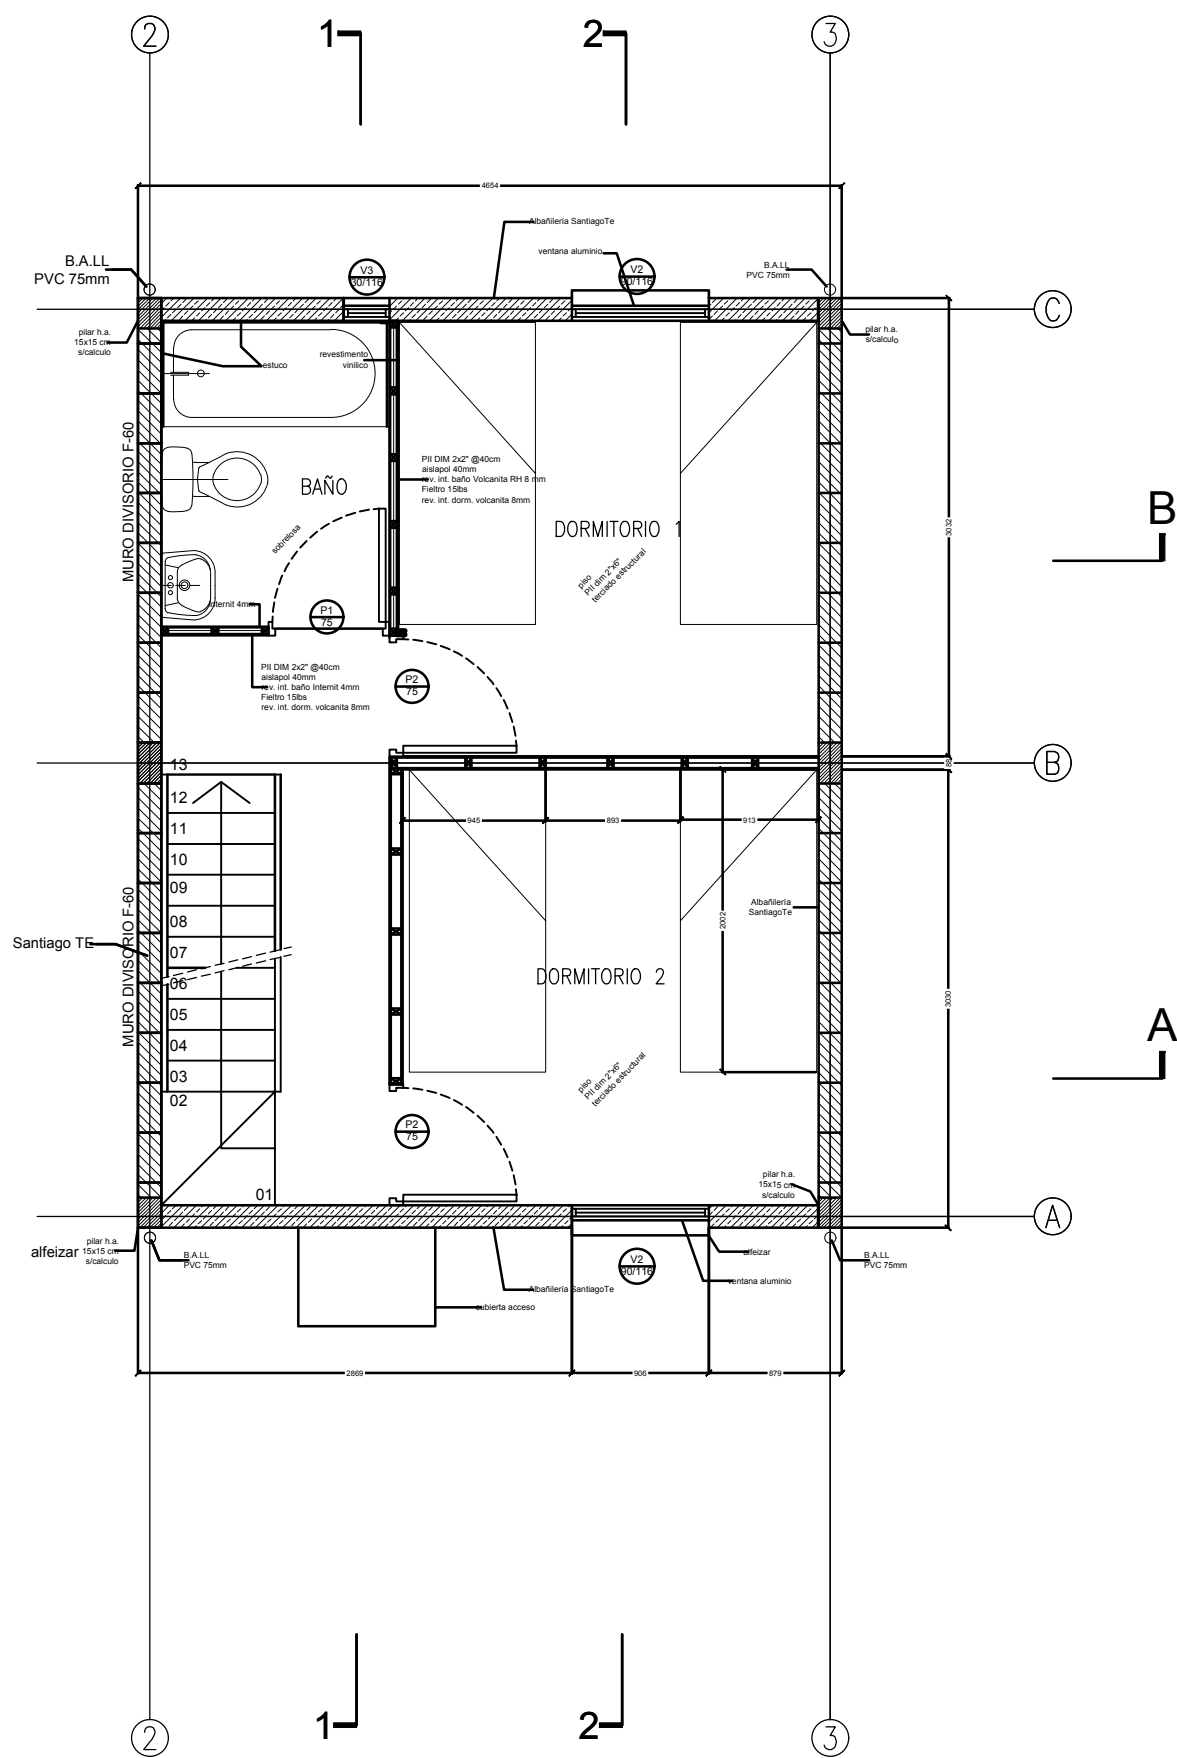 2
1
2
3
4654
Albañilería SantiagoTe
ventana aluminio
B.A.LL
PVC 75mm
V3
30/116
V2
90/116
B.A.LL
PVC 75mm
C
pilar h.a.
15x15 cm
s/calculo
estuco
revestimento
vinilico
pilar h.a.
s/calculo
MURO DIVISORIO F-60
BAÑO
PII DIM 2x2" @40cm
aislapol 40mm
rev. int. baño Volcanita RH 8 mm
Fieltro 15lbs
rev. int. dorm. volcanita 8mm
B
DORMITORIO 1
3032
sobrelosa
piso
PII dim 2"x6"
terciado estructural
Internit 4mm
P1
75
PII DIM 2x2" @40cm
aislapol 40mm
rev. int. baño Internit 4mm
Fieltro 15lbs
rev. int. dorm. volcanita 8mm
P2
75
13
86
B
12
11
10
09
08
07
06
05
04
03
02
01
945
893
913
2002
Albañilería
SantiagoTe
MURO DIVISORIO F-60
Santiago TE
DORMITORIO 2
3030
A
piso
PII dim 2"x6"
terciado estructural
P2
75
pilar h.a.
15x15 cm
s/calculo
A
alfeizar
pilar h.a.
15x15 cm
s/calculo
B.A.LL
PVC 75mm
V2
90/116
alfeizar
ventana aluminio
B.A.LL
PVC 75mm
Albañilería SantiagoTe
cubierta acceso
2869
906
879
1
2
2
3